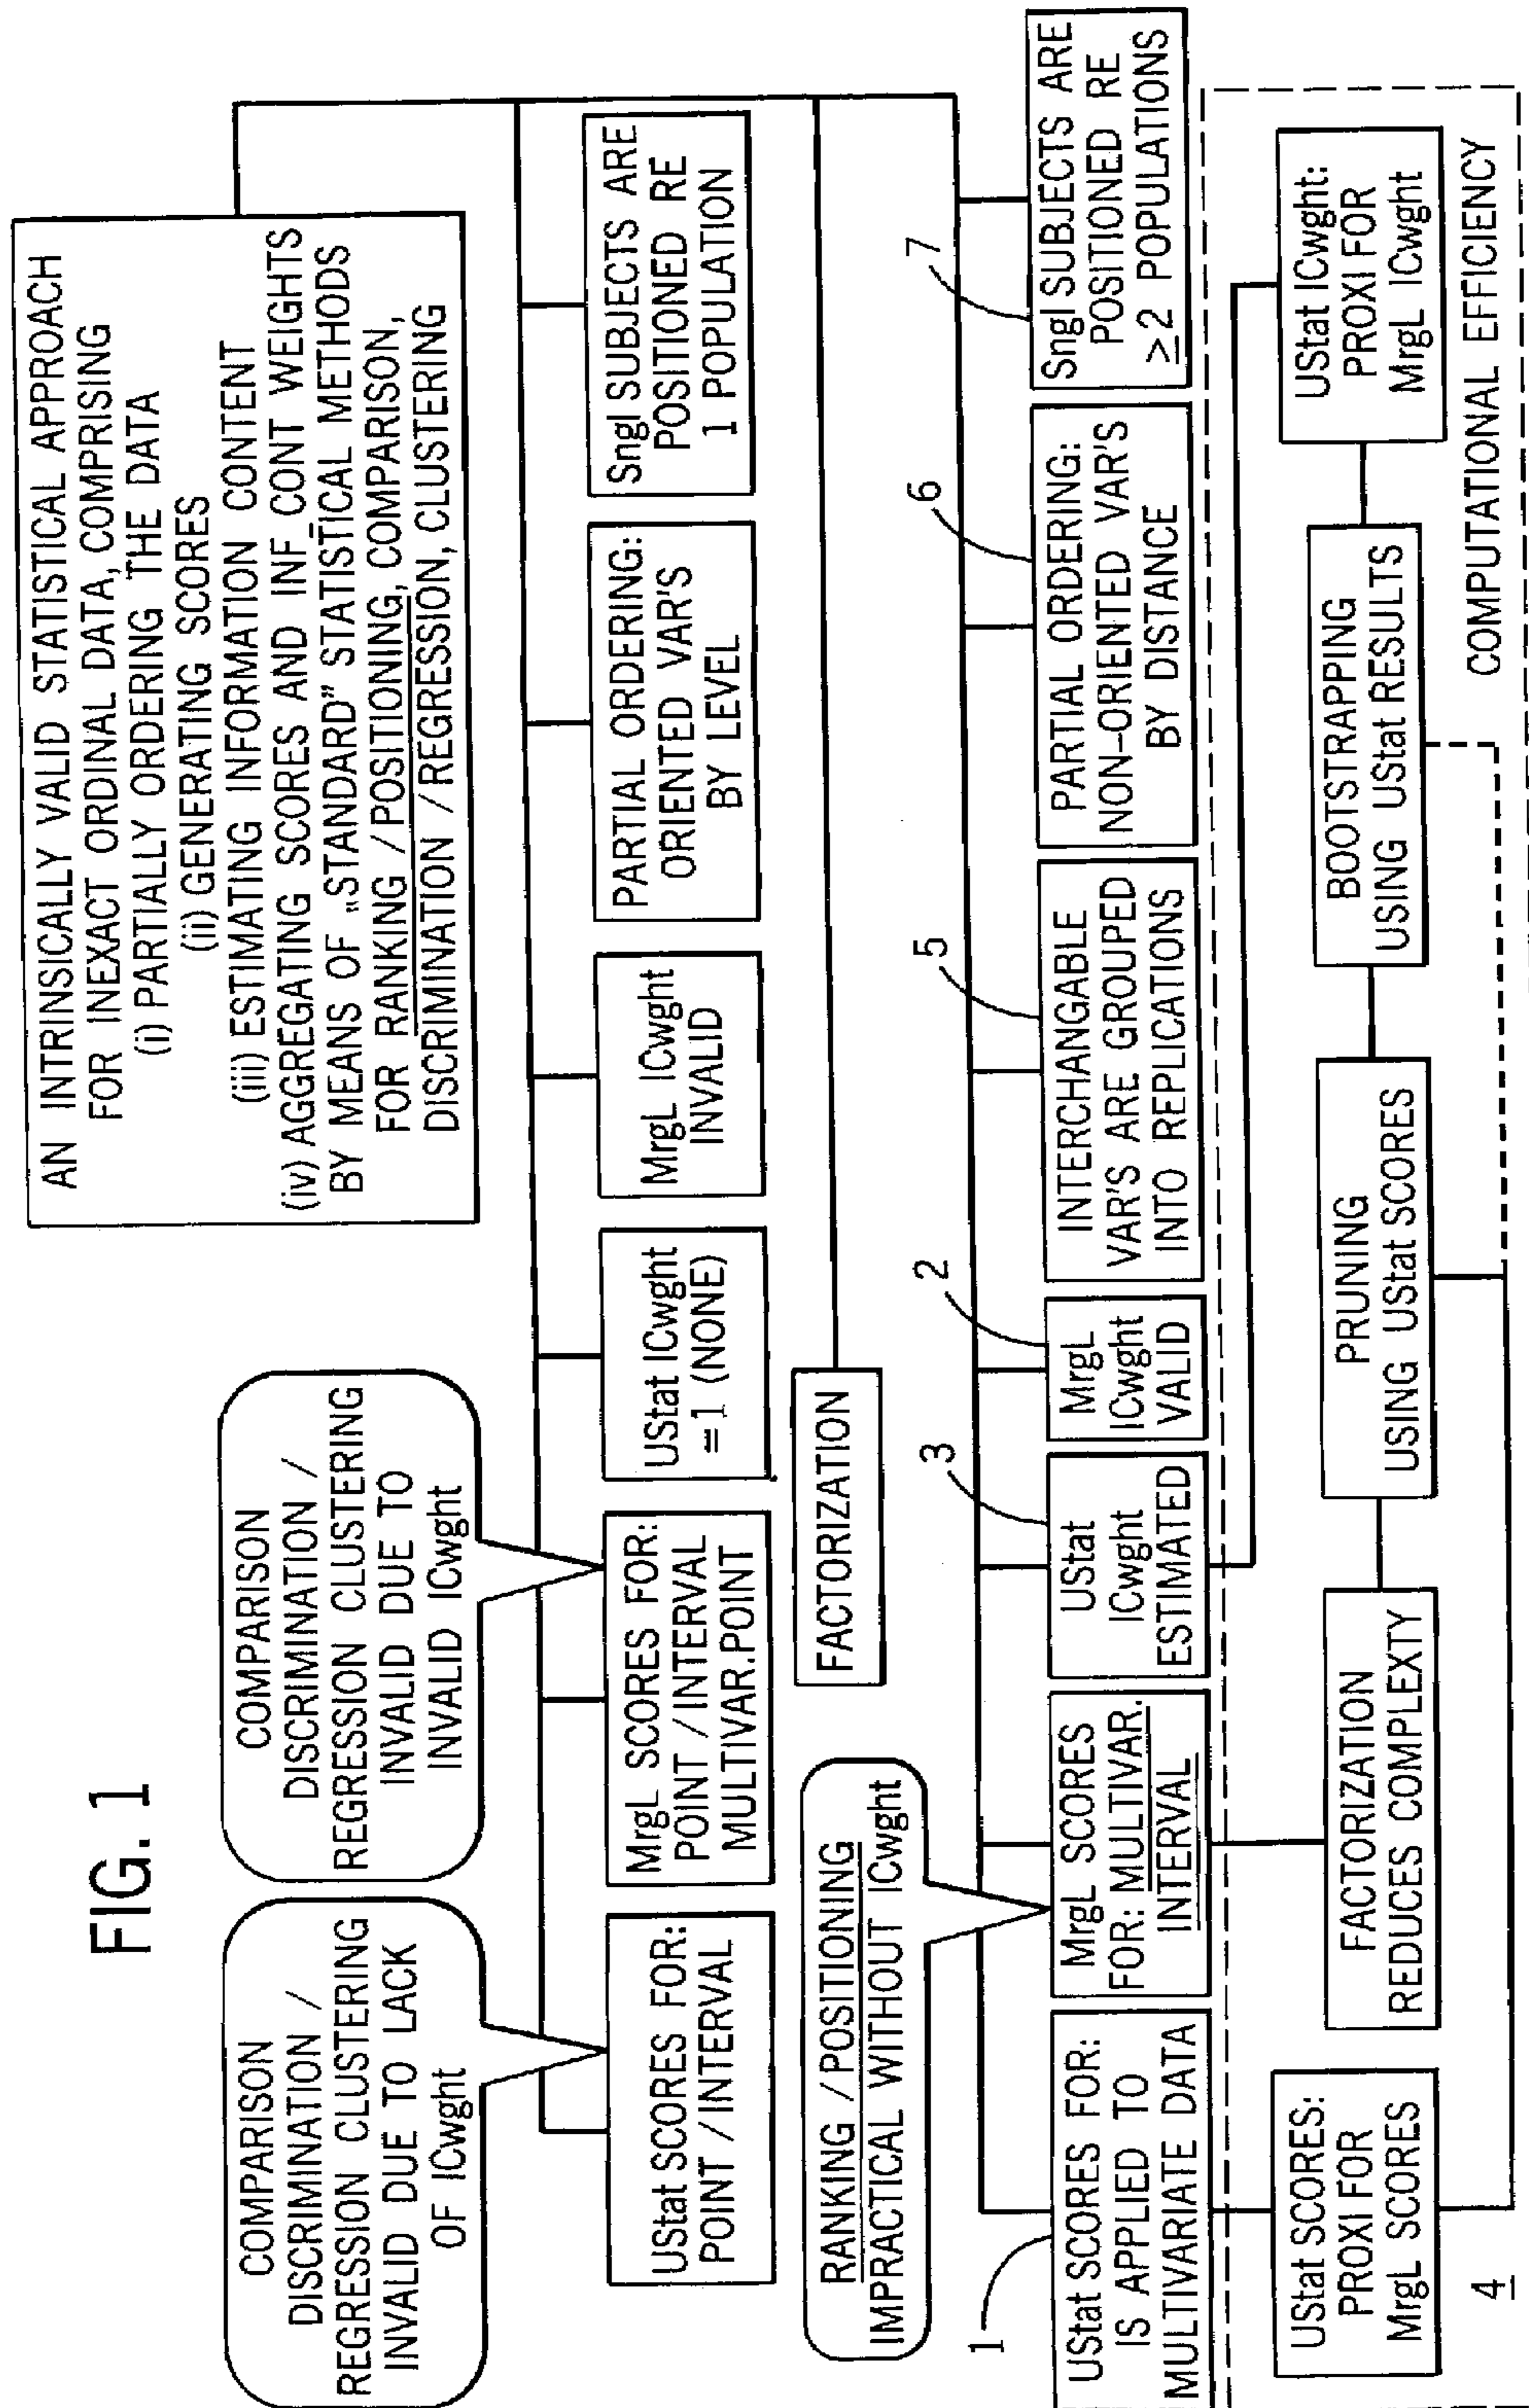 FIG. 1
AN INTRINSICALLY VALID STATISTICAL APPROACH
FOR INEXACT ORDINAL DATA, COMPRISING
(i) PARTIALLY ORDERING THE DATA
(ii) GENERATING SCORES
(iii) ESTIMATING INFORMATION CONTENT
(iv) AGGREGATING SCORES AND INF_CONT WEIGHTS
BY MEANS OF „STANDARD" STATISTICAL METHODS
FOR RANKING /POSITIONING, COMPARISON,
DISCRIMINATION /REGRESSION, CLUSTERING
COMPARISON
DISCRIMINATION /
REGRESSION CLUSTERING
INVALID DUE TO LACK
OF ICwght
COMPARISON
DISCRIMINATION /
REGRESSION CLUSTERING
INVALID DUE TO
INVALID ICwght
UStat SCORES FOR:
POINT /INTERVAL
MrgL SCORES FOR:
POINT /INTERVAL
MULTIVAR.POINT
UStat ICwght
=1 (NONE)
MrgL ICwght
INVALID
PARTIAL ORDERING:
ORIENTED VAR'S
BY LEVEL
Sngl SUBJECTS ARE
POSITIONED RE
1 POPULATION
FACTORIZATION
RANKING /POSITIONING
IMPRACTICAL WITHOUT ICwght
1
UStat SCORES FOR:
IS APPLIED TO
MULTIVARIATE DATA
MrgL SCORES
FOR: MULTIVAR.
INTERVAL
3
UStat
ICwght
ESTIMATED
2
MrgL
ICwght
VALID
5
INTERCHANGABLE
VAR'S ARE GROUPED
INTO REPLICATIONS
6
PARTIAL ORDERING:
NON-ORIENTED VAR'S
BY DISTANCE
7
Sngl SUBJECTS ARE
POSITIONED RE
≥2 POPULATIONS
UStat SCORES:
PROXI FOR
MrgL SCORES
FACTORIZATION
REDUCES COMPLEXTY
PRUNING
USING UStat SCORES
BOOTSTRAPPING
USING UStat RESULTS
UStat ICwght:
PROXI FOR
MrgL ICwght
4
COMPUTATIONAL EFFICIENCY